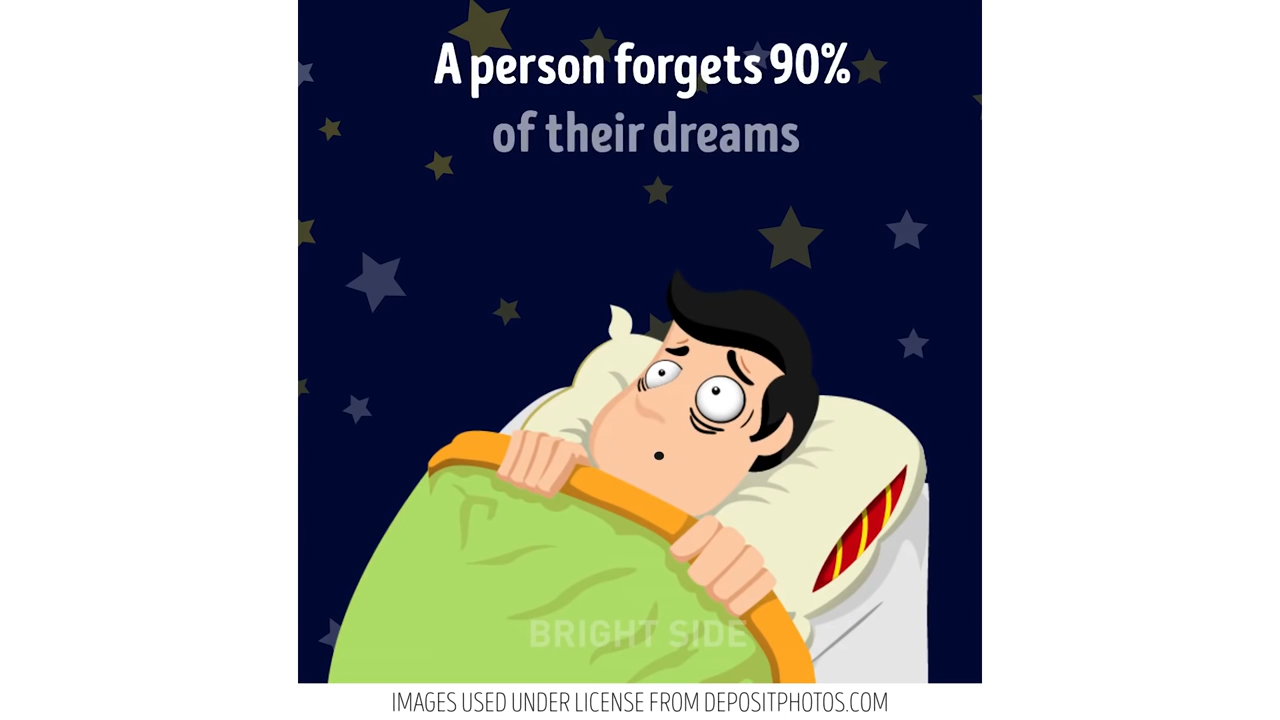 A person forgets 90%
of their dreams
BRIGHT SIDE
IMAGES USED UNDER LICENSE FROM DEPOSITPHOTOS.COM